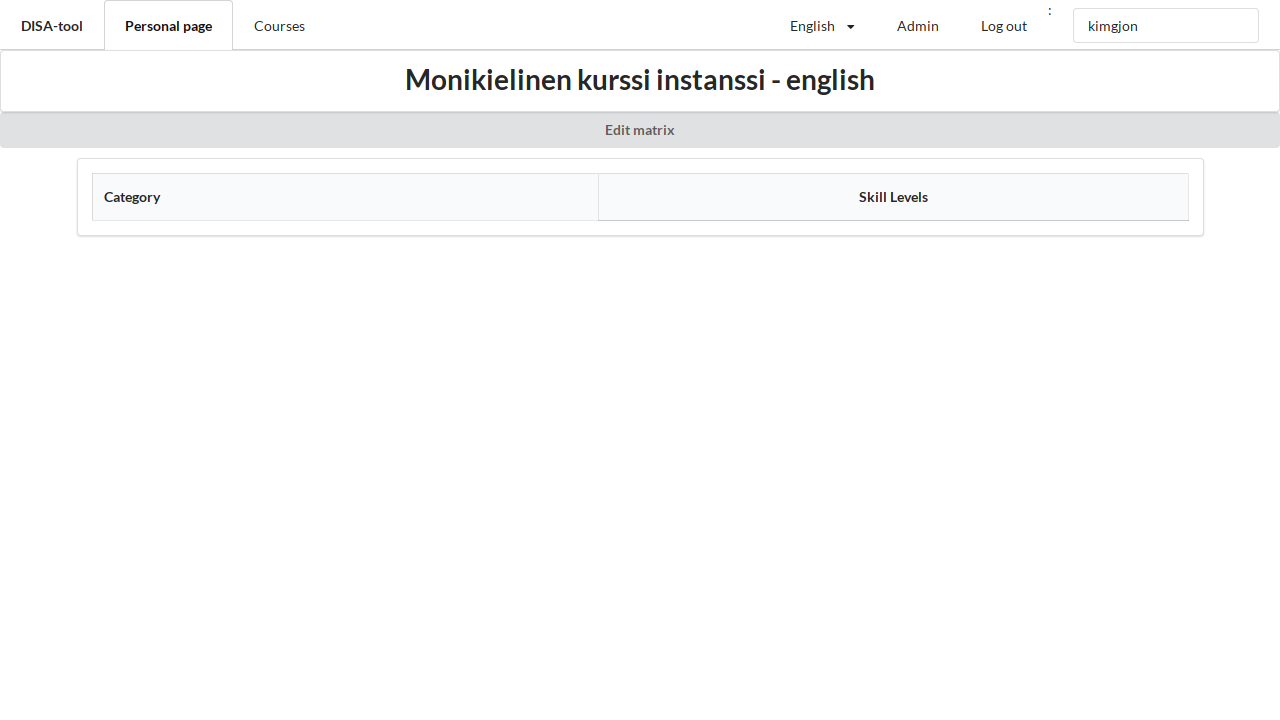 DISA-tool Personal page Courses English Admin Log out : kimgjon
Monikielinen kurssi instanssi - english
Edit matrix
Category Skill Levels